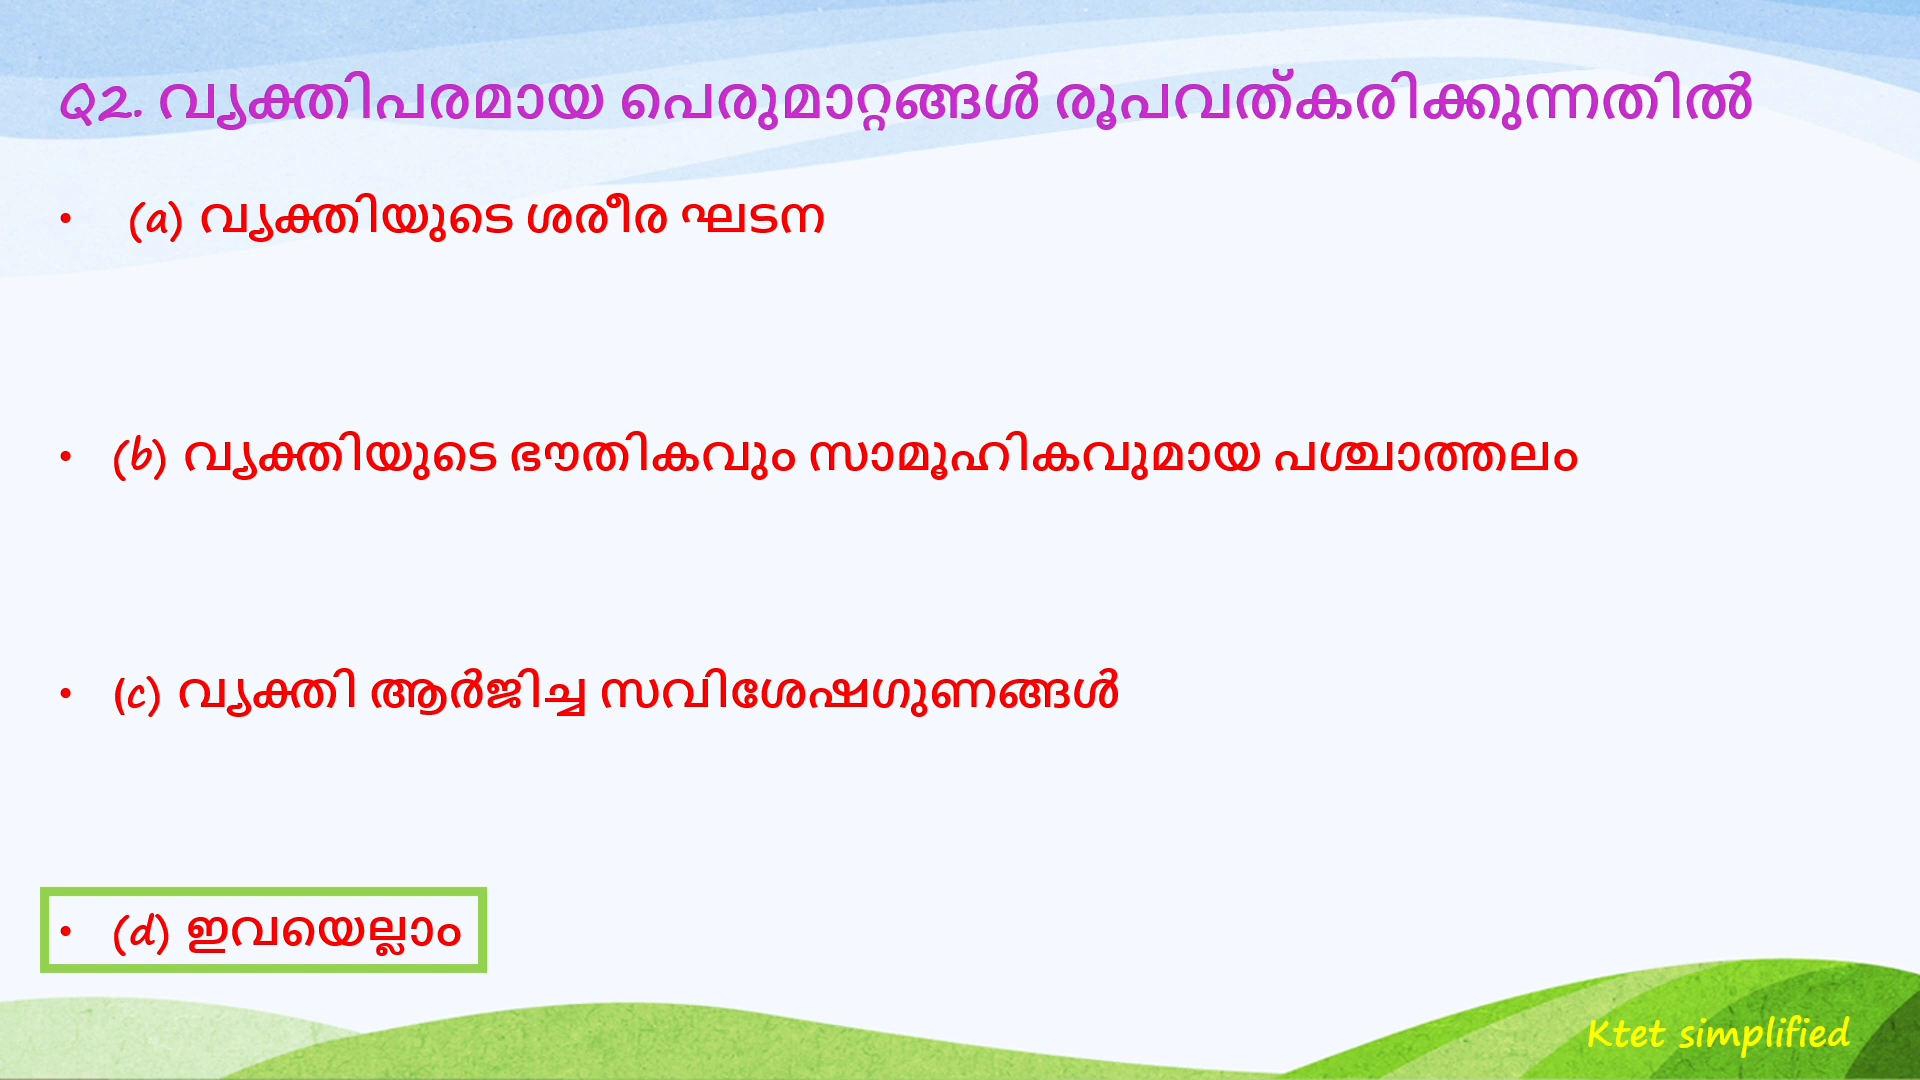 Q2. വ്യക്തിപരമായ പെരുമാറ്റങ്ങൾ രൂപവത്കരിക്കുന്നതിൽ
• (a) വ്യക്തിയുടെ ശരീര ഘടന
• (b) വ്യക്തിയുടെ ഭൗതികവും സാമൂഹികവുമായ പശ്ചാത്തലം
• (c) വ്യക്തി ആർജിച്ച സവിശേഷഗുണങ്ങൾ
• (d) ഇവയെല്ലാം
Ktet simplified